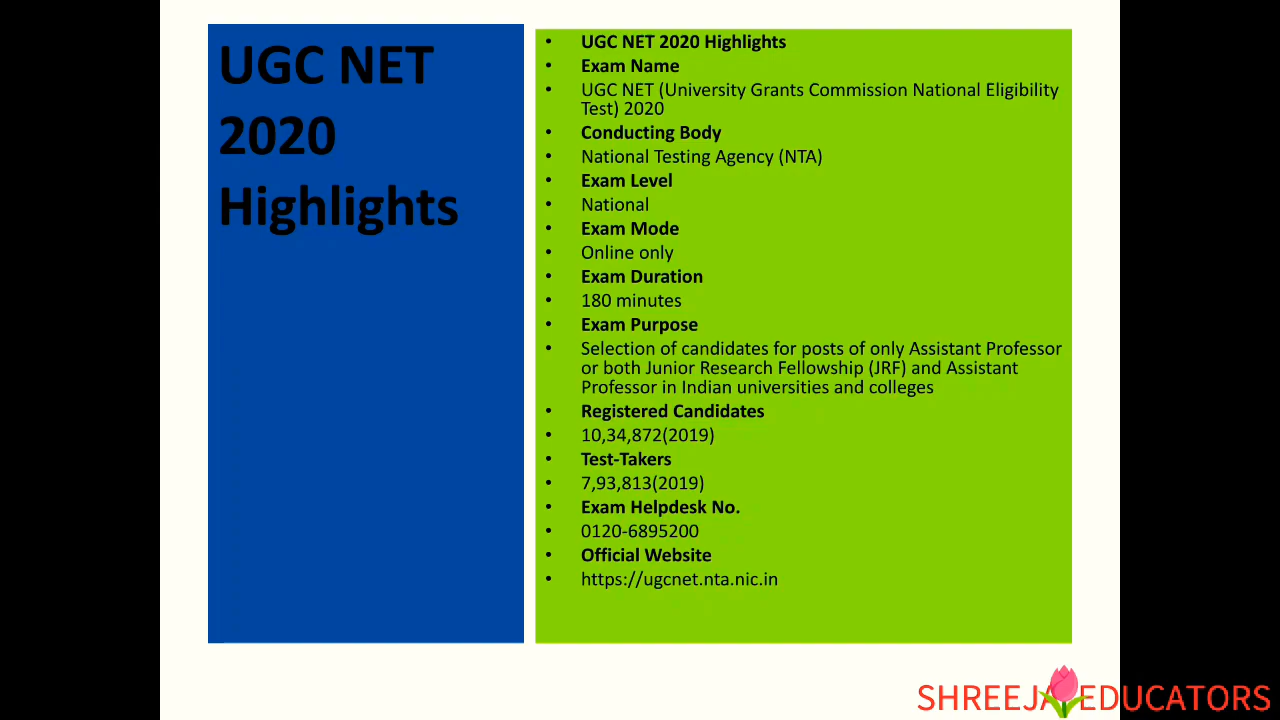 UGC NET
2020
Highlights
• UGC NET 2020 Highlights
• Exam Name
• UGC NET (University Grants Commission National Eligibility
Test) 2020
• Conducting Body
• National Testing Agency (NTA)
• Exam Level
• National
• Exam Mode
• Online only
• Exam Duration
• 180 minutes
• Exam Purpose
• Selection of candidates for posts of only Assistant Professor
or both Junior Research Fellowship (JRF) and Assistant
Professor in Indian universities and colleges
• Registered Candidates
• 10,34,872(2019)
• Test-Takers
• 7,93,813(2019)
• Exam Helpdesk No.
• 0120-6895200
• Official Website
• https://ugcnet.nta.nic.in
SHREEJA EDUCATORS